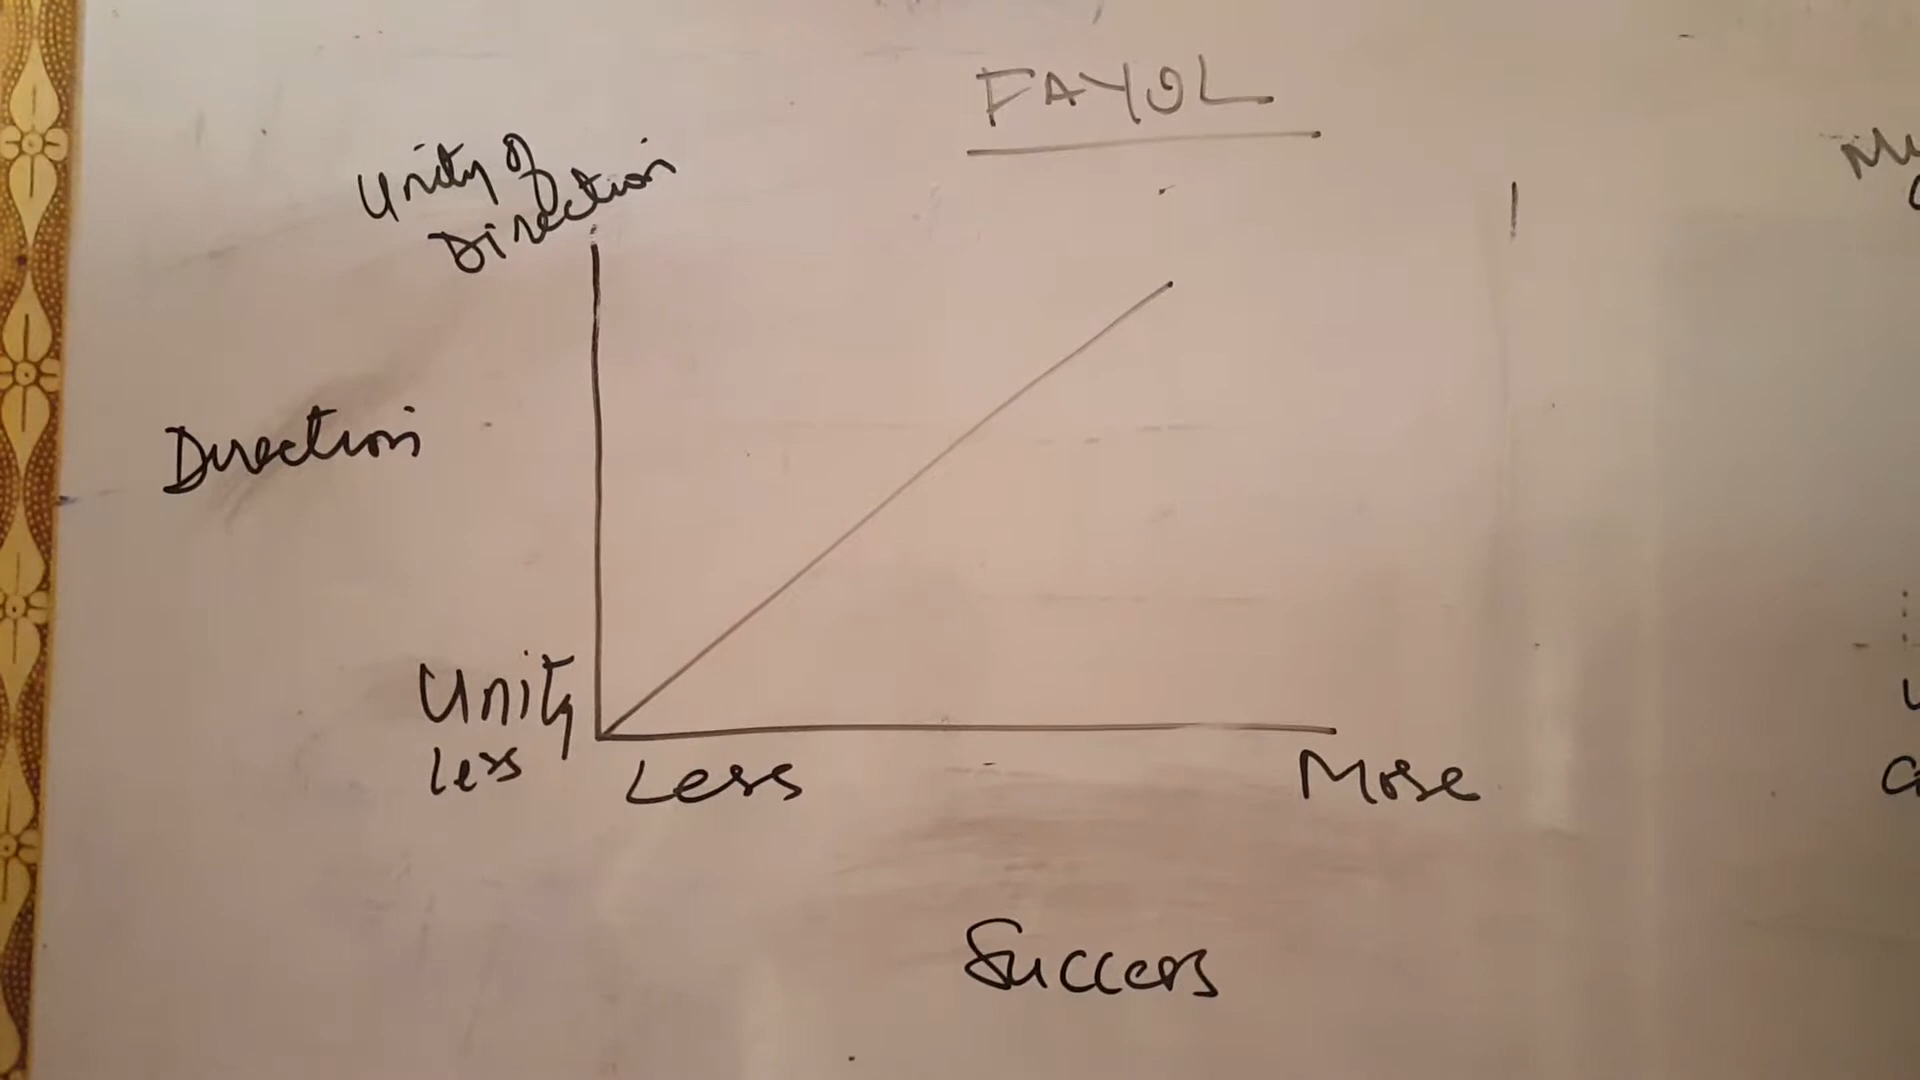 FAYOL
Unity of
Direction
Direction
Unity
less
Less
More
Success